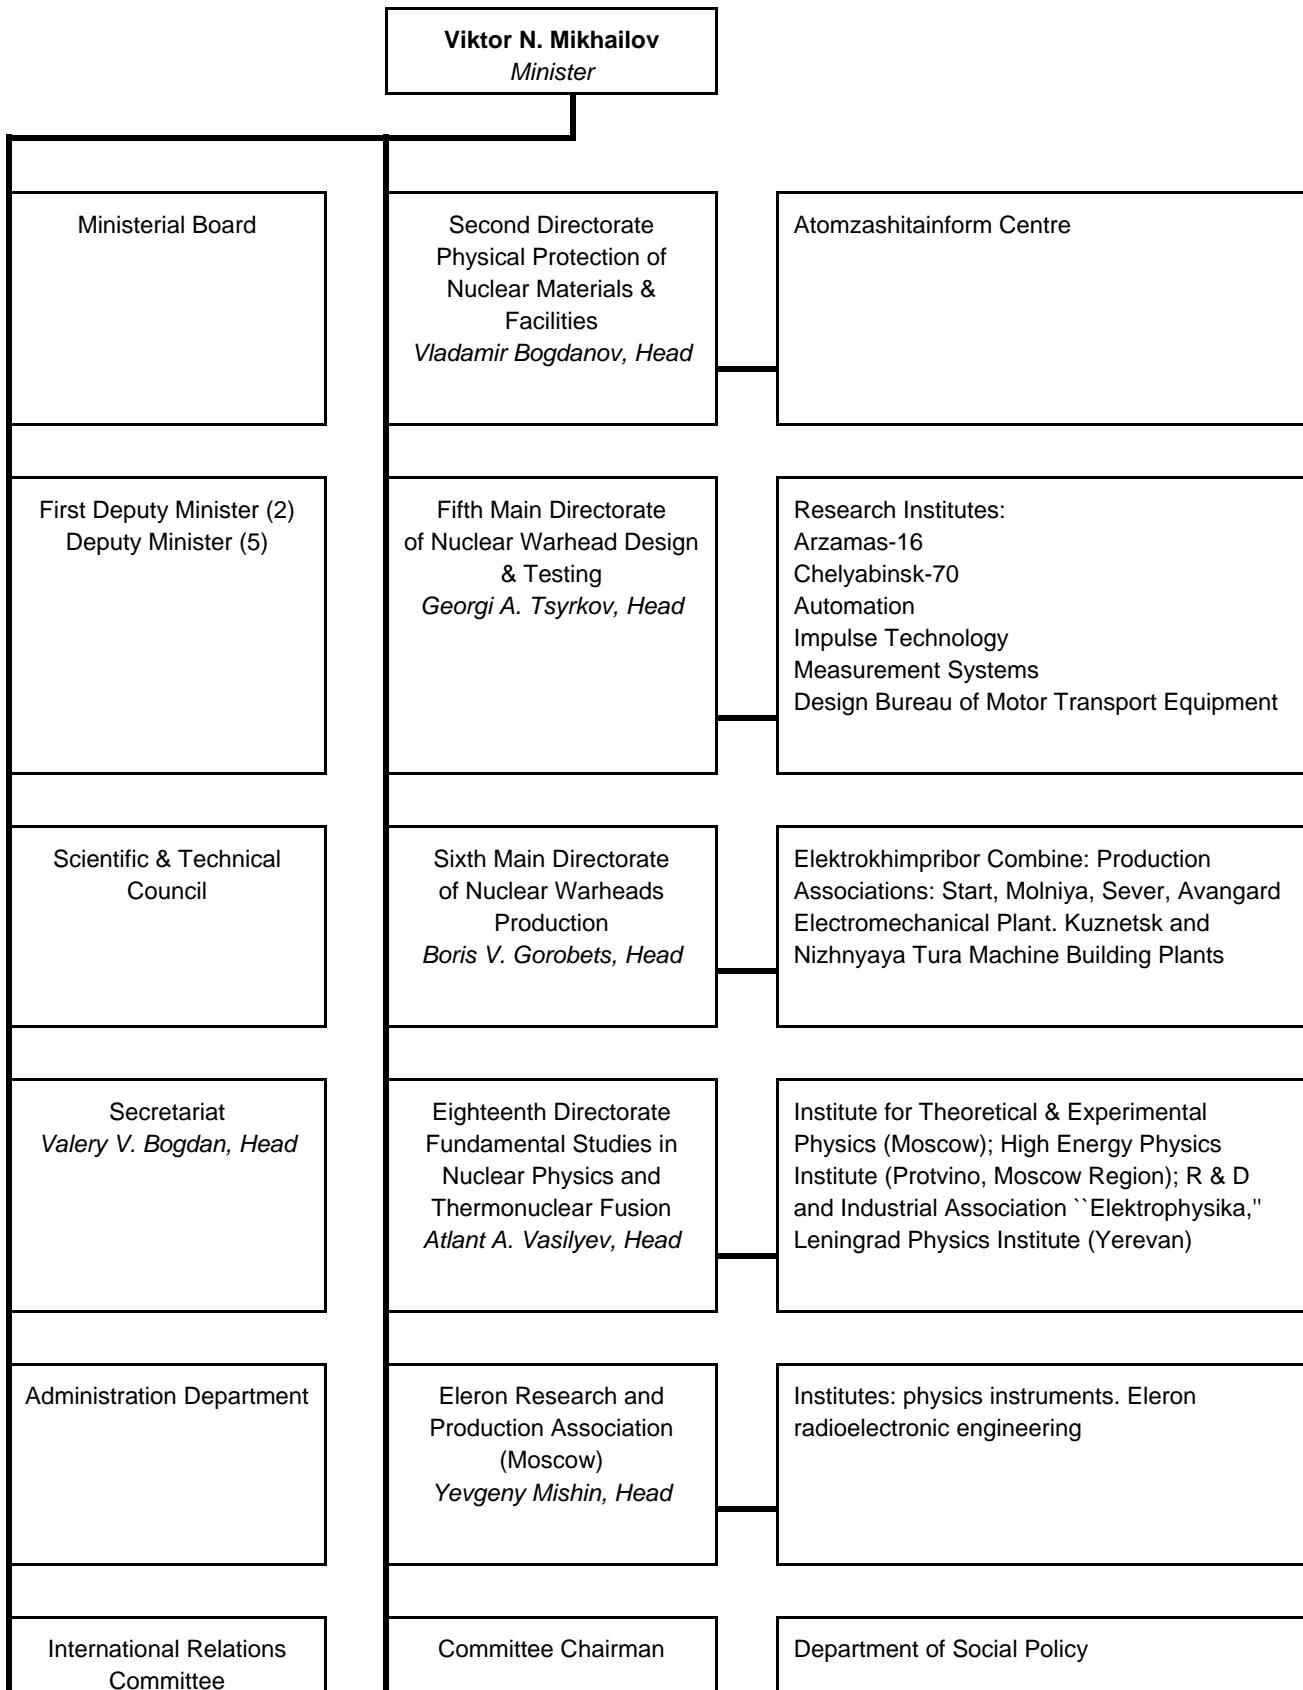 Viktor N. Mikhailov
Minister
Ministerial Board
Second Directorate
Physical Protection of
Nuclear Materials &
Facilities
Vladamir Bogdanov, Head
Atomzashitainform Centre
First Deputy Minister (2)
Deputy Minister (5)
Fifth Main Directorate
of Nuclear Warhead Design
& Testing
Georgi A. Tsyrkov, Head
Research Institutes:
Arzamas-16
Chelyabinsk-70
Automation
Impulse Technology
Measurement Systems
Design Bureau of Motor Transport Equipment
Scientific & Technical
Council
Sixth Main Directorate
of Nuclear Warheads
Production
Boris V. Gorobets, Head
Elektrokhimpribor Combine: Production
Associations: Start, Molniya, Sever, Avangard
Electromechanical Plant. Kuznetsk and
Nizhnyaya Tura Machine Building Plants
Secretariat
Valery V. Bogdan, Head
Eighteenth Directorate
Fundamental Studies in
Nuclear Physics and
Thermonuclear Fusion
Atlant A. Vasilyev, Head
Institute for Theoretical & Experimental
Physics (Moscow); High Energy Physics
Institute (Protvino, Moscow Region); R & D
and Industrial Association ``Elektrophysika,"
Leningrad Physics Institute (Yerevan)
Administration Department
Eleron Research and
Production Association
(Moscow)
Yevgeny Mishin, Head
Institutes: physics instruments. Eleron
radioelectronic engineering
International Relations
Committee
Committee Chairman
Department of Social Policy